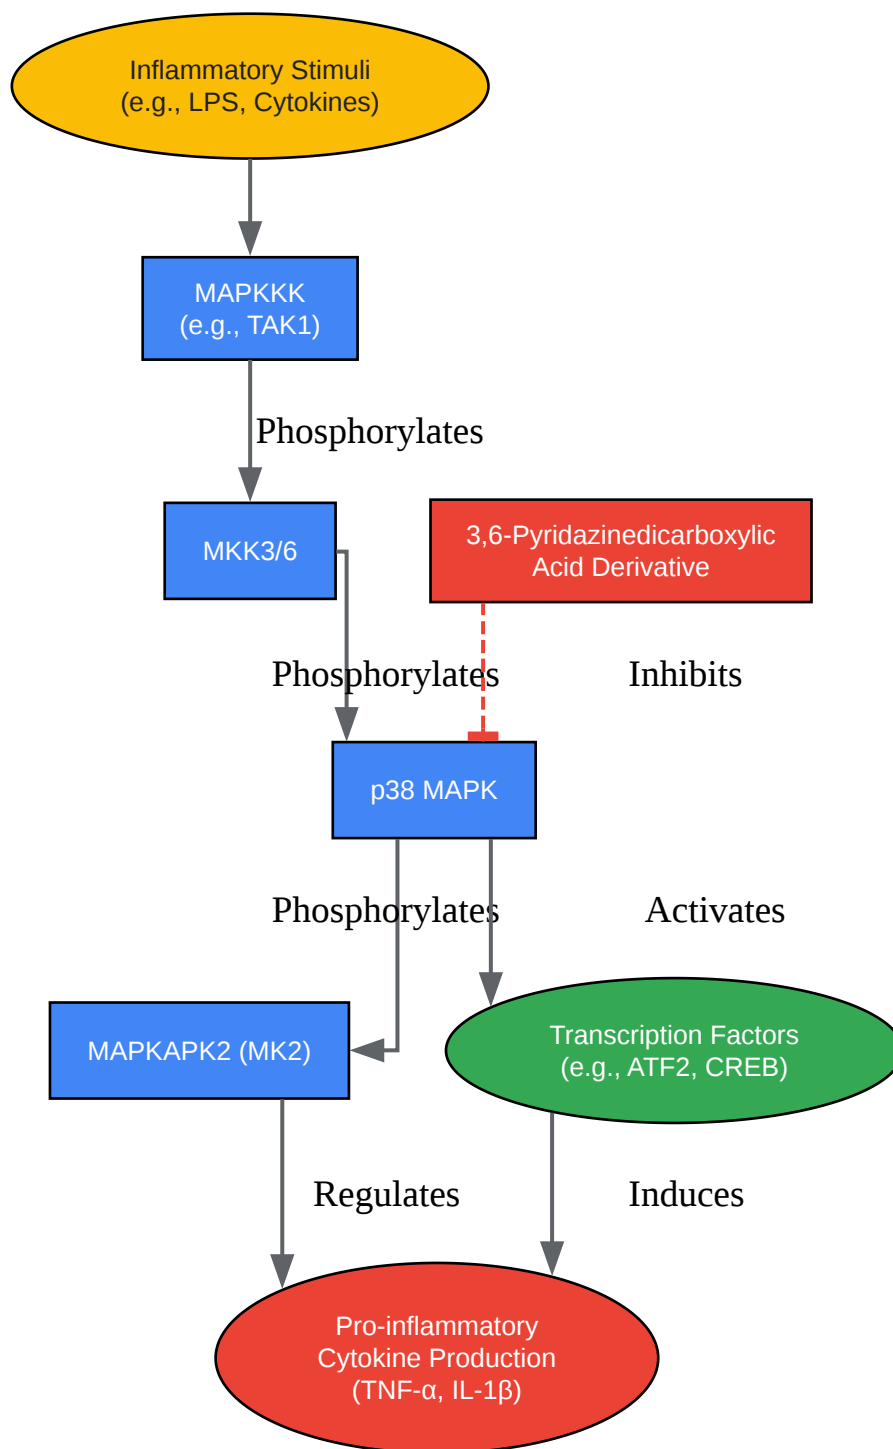 Inflammatory Stimuli
(e.g., LPS, Cytokines)
MAPKKK
(e.g., TAK1)
Phosphorylates
MKK3/6
3,6-Pyridazinedicarboxylic
Acid Derivative
Phosphorylates
Inhibits
p38 MAPK
Phosphorylates
Activates
MAPKAPK2 (MK2)
Transcription Factors
(e.g., ATF2, CREB)
Regulates
Induces
Pro-inflammatory
Cytokine Production
(TNF-α, IL-1β)